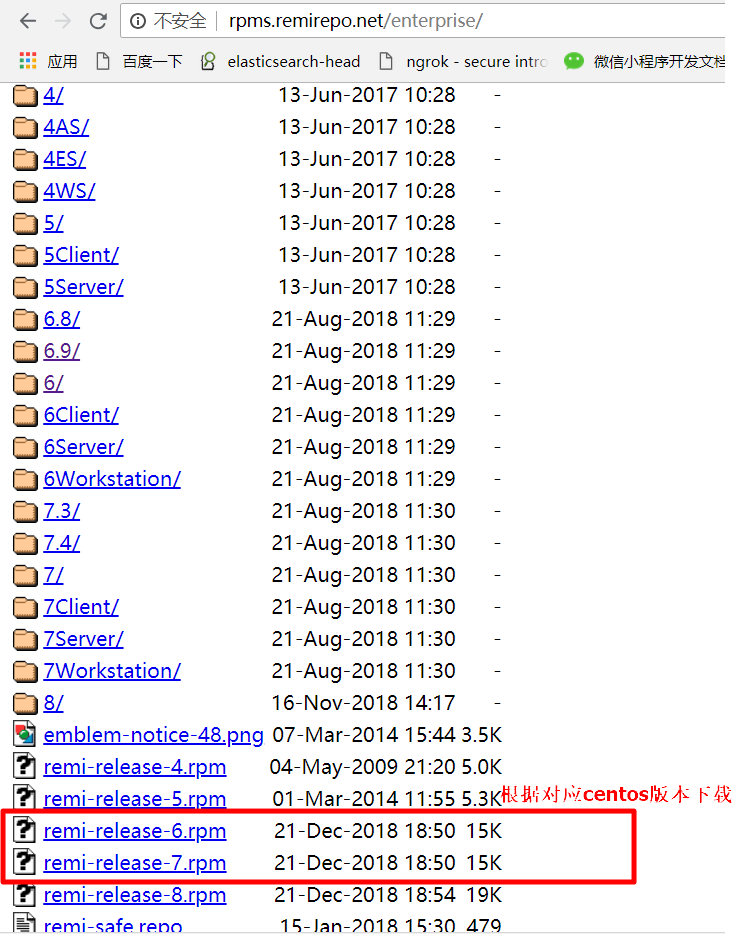 不安全 rpms.remirepo.net/enterprise/
应用 百度一下 elasticsearch-head ngrok - secure intro 微信小程序开发文档
4/ 13-Jun-2017 10:28 -
4AS/ 13-Jun-2017 10:28 -
4ES/ 13-Jun-2017 10:28 -
4WS/ 13-Jun-2017 10:28 -
5/ 13-Jun-2017 10:28 -
5Client/ 13-Jun-2017 10:28 -
5Server/ 13-Jun-2017 10:28 -
6.8/ 21-Aug-2018 11:29 -
6.9/ 21-Aug-2018 11:29 -
6/ 21-Aug-2018 11:29 -
6Client/ 21-Aug-2018 11:29 -
6Server/ 21-Aug-2018 11:29 -
6Workstation/ 21-Aug-2018 11:29 -
7.3/ 21-Aug-2018 11:30 -
7.4/ 21-Aug-2018 11:30 -
7/ 21-Aug-2018 11:30 -
7Client/ 21-Aug-2018 11:30 -
7Server/ 21-Aug-2018 11:30 -
7Workstation/ 21-Aug-2018 11:30 -
8/ 16-Nov-2018 14:17 -
emblem-notice-48.png 07-Mar-2014 15:44 3.5K
remi-release-4.rpm 04-May-2009 21:20 5.0K
remi-release-5.rpm 01-Mar-2014 11:55 5.3K 根据对应centos版本下载
remi-release-6.rpm 21-Dec-2018 18:50 15K
remi-release-7.rpm 21-Dec-2018 18:50 15K
remi-release-8.rpm 21-Dec-2018 18:54 19K
remi-safe.repo 15-Jan-2018 15:30 479